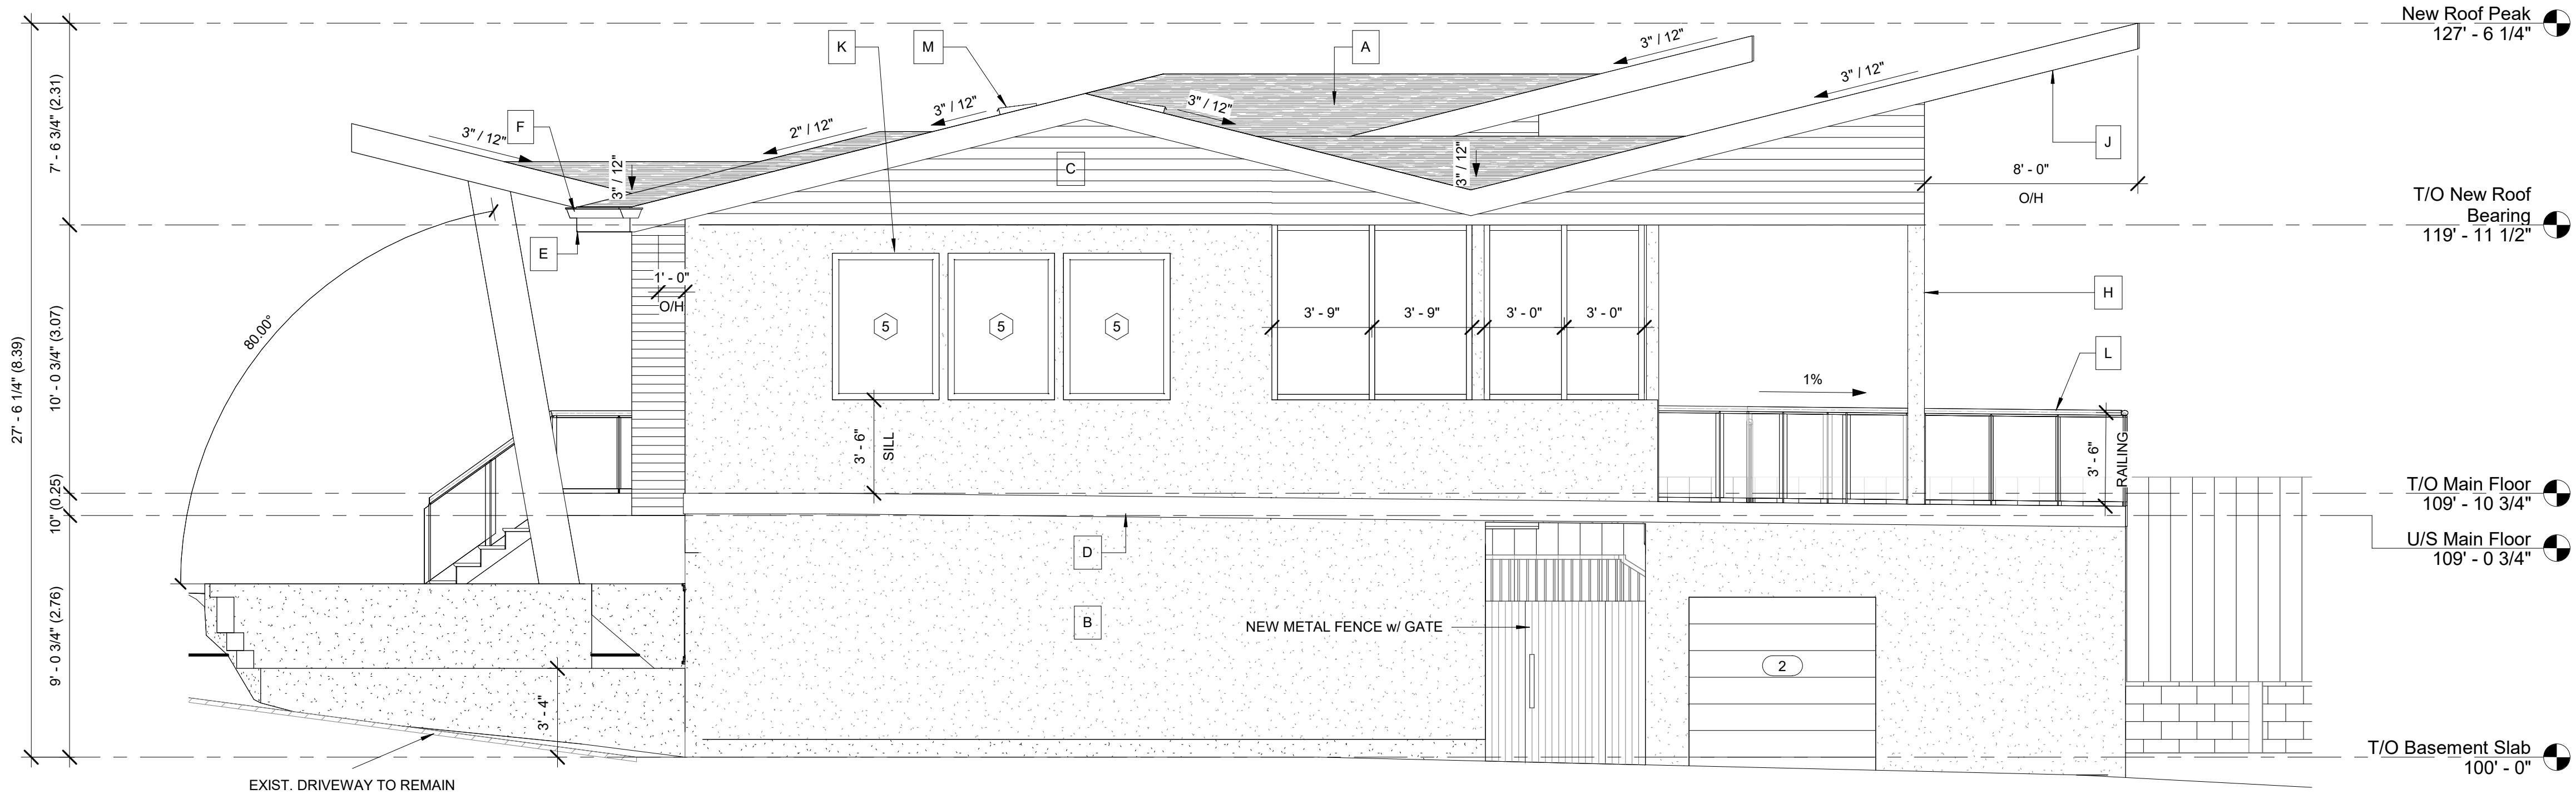 New Roof Peak
127' - 6 1/4"
K
M
A
3" / 12"
3" / 12"
7' - 6 3/4" (2.31)
F
3" / 12"
2" / 12"
3" / 12"
3" / 12"
J
3" / 12"
C
3" / 12"
8' - 0"
O/H
T/O New Roof
Bearing
119' - 11 1/2"
E
1' - 0"
O/H
H
80.00°
5
5
5
3' - 9"
3' - 9"
3' - 0"
3' - 0"
27' - 6 1/4" (8.39)
10' - 0 3/4" (3.07)
L
1%
3' - 6"
SILL
3' - 6"
RAILING
10" (0.25)
T/O Main Floor
109' - 10 3/4"
U/S Main Floor
109' - 0 3/4"
D
B
NEW METAL FENCE w/ GATE
9' - 0 3/4" (2.76)
2
3' - 4"
T/O Basement Slab
100' - 0"
EXIST. DRIVEWAY TO REMAIN